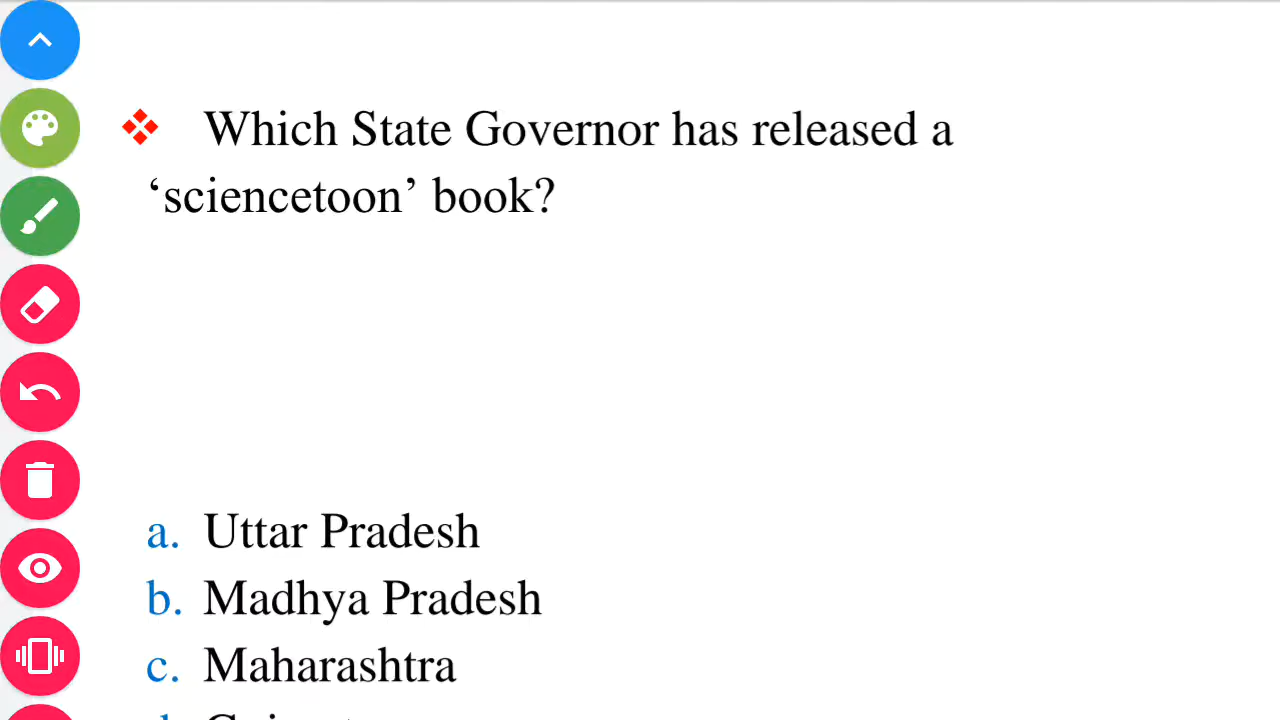 ❖ Which State Governor has released a
‘sciencetoon’ book?
a. Uttar Pradesh
b. Madhya Pradesh
c. Maharashtra